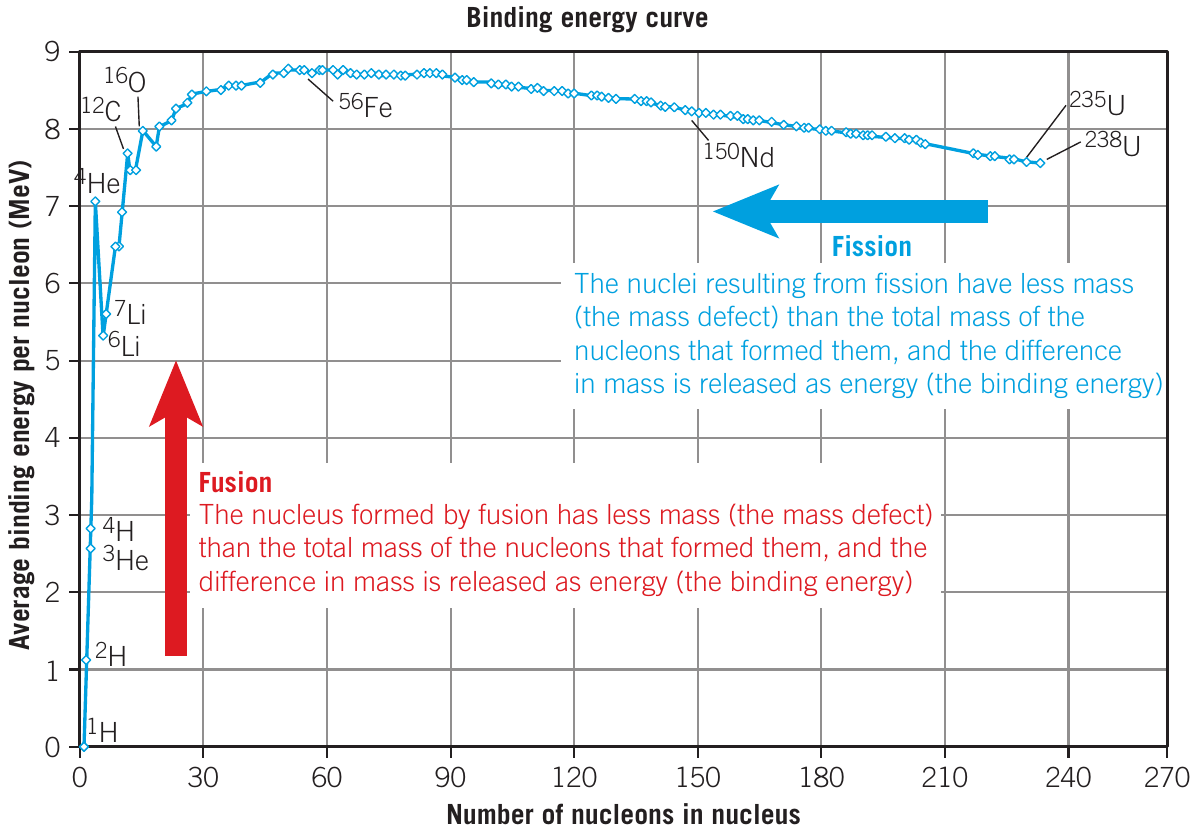 Binding energy curve
Average binding energy per nucleon (MeV)
9
8
7
6
5
4
3
2
1
0
¹⁶O
¹²C
⁵⁶Fe
²³⁵U
²³⁸U
¹⁵⁰Nd
⁴He
⁷Li
⁶Li
⁴H
³He
²H
¹H
Fission
The nuclei resulting from fission have less mass
(the mass defect) than the total mass of the
nucleons that formed them, and the difference
in mass is released as energy (the binding energy)
Fusion
The nucleus formed by fusion has less mass (the mass defect)
than the total mass of the nucleons that formed them, and the
difference in mass is released as energy (the binding energy)
0 30 60 90 120 150 180 210 240 270
Number of nucleons in nucleus